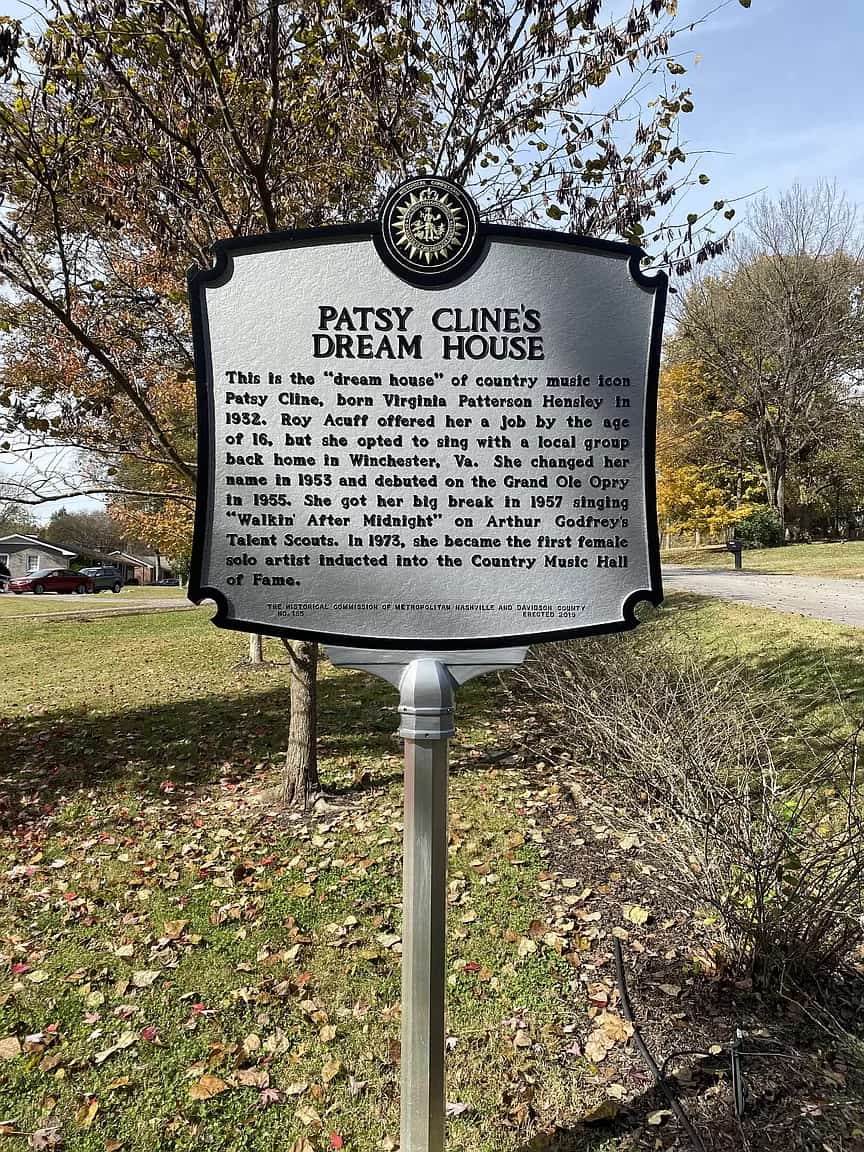 PATSY CLINE'S
DREAM HOUSE
This is the "dream house" of country music icon
Patsy Cline, born Virginia Patterson Hensley in
1932. Roy Acuff offered her a job by the age
of 16, but she opted to sing with a local group
back home in Winchester, Va. She changed her
name in 1953 and debuted on the Grand Ole Opry
in 1955. She got her big break in 1957 singing
"Walkin' After Midnight" on Arthur Godfrey's
Talent Scouts. In 1973, she became the first female
solo artist inducted into the Country Music Hall
of Fame.
THE HISTORICAL COMMISSION OF METROPOLITAN NASHVILLE AND DAVIDSON COUNTY
ERECTED 2019